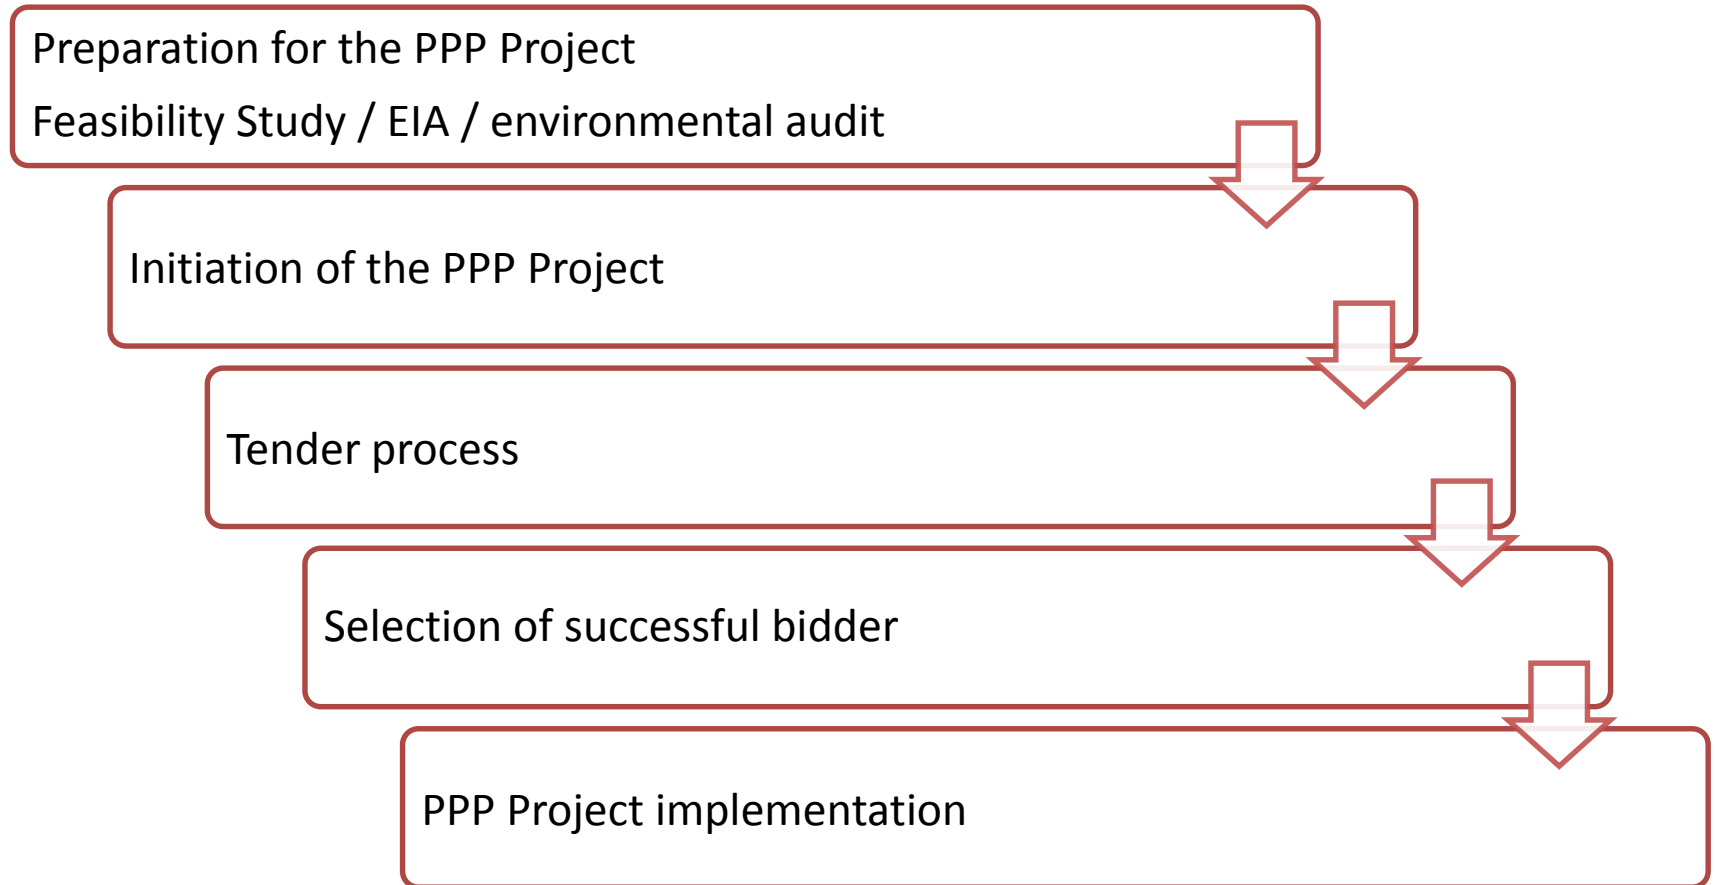 Preparation for the PPP Project
Feasibility Study / EIA / environmental audit
Initiation of the PPP Project
Tender process
Selection of successful bidder
PPP Project implementation